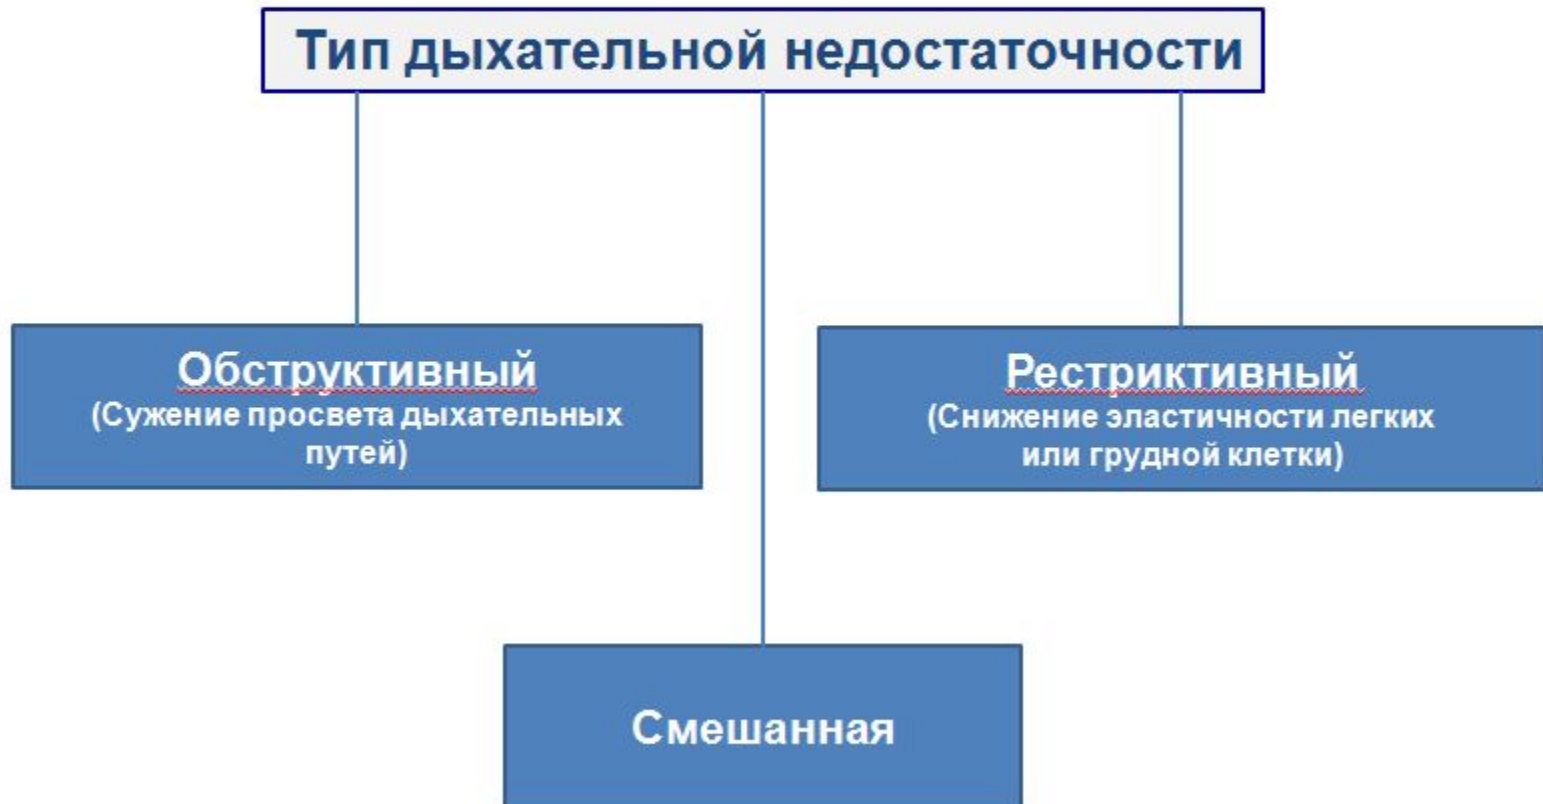 Тип дыхательной недостаточности
Обструктивный
(Сужение просвета дыхательных
путей)
Рестриктивный
(Снижение эластичности легких
или грудной клетки)
Смешанная